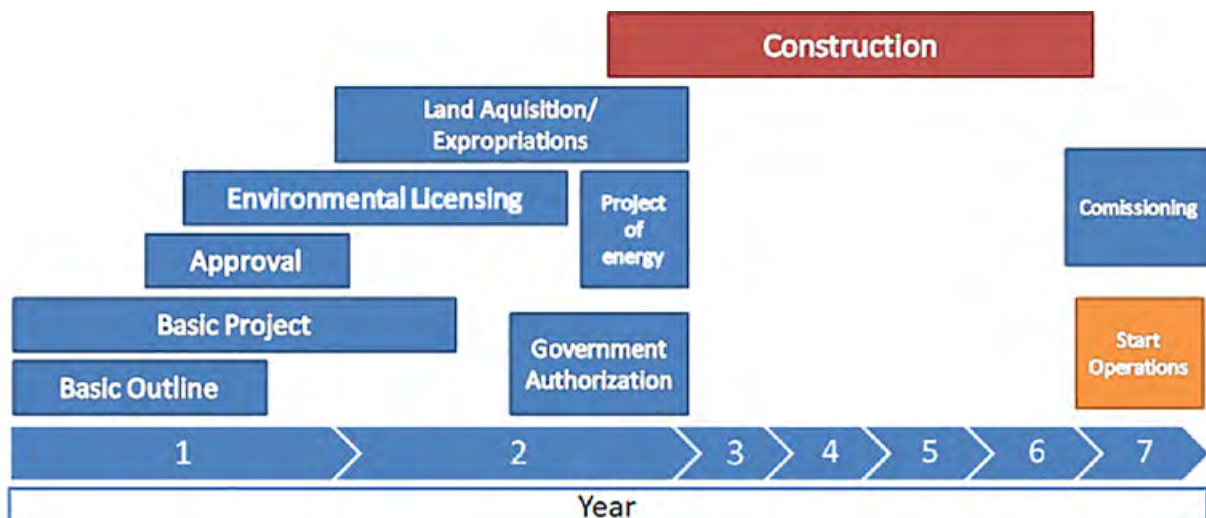 Construction
Land Aquisition/
Expropriations
Environmental Licensing
Project
of
energy
Comissioning
Approval
Basic Project
Government
Authorization
Start
Operations
Basic Outline
1 2 3 4 5 6 7
Year